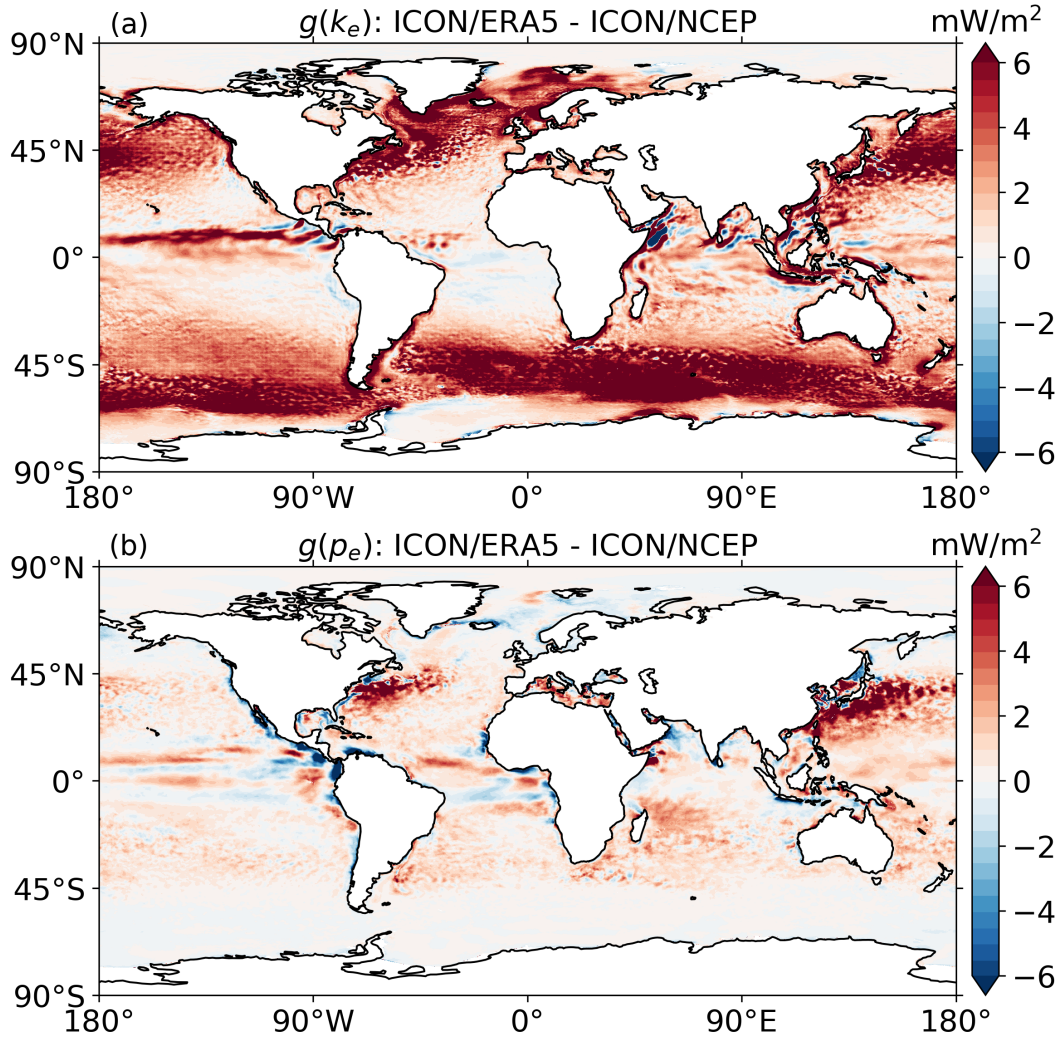 (a) g(kₑ): ICON/ERA5 - ICON/NCEP mW/m²
90°N
45°N
0°
45°S
90°S
180° 90°W 0° 90°E 180°
6
4
2
0
−2
−4
−6
(b) g(pₑ): ICON/ERA5 - ICON/NCEP mW/m²
90°N
45°N
0°
45°S
90°S
180° 90°W 0° 90°E 180°
6
4
2
0
−2
−4
−6